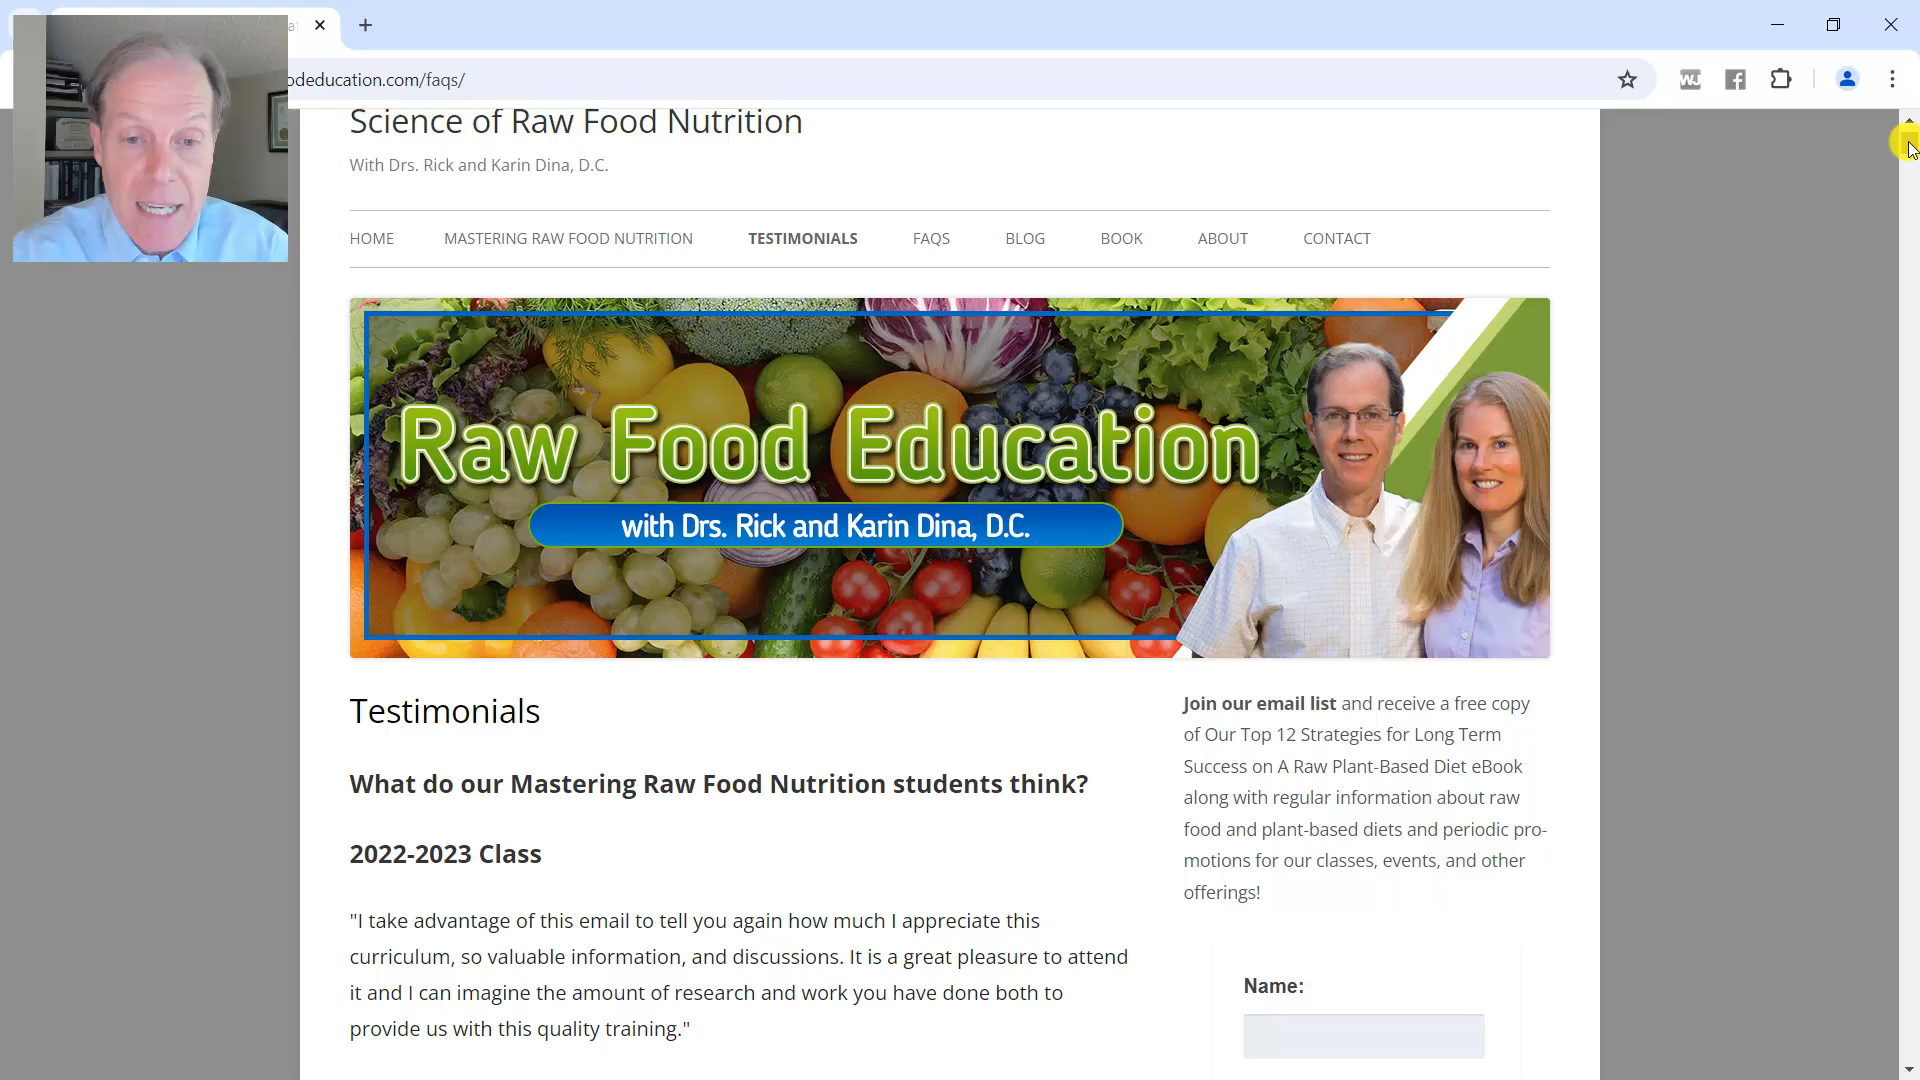 odeducation.com/faqs/
Science of Raw Food Nutrition
With Drs. Rick and Karin Dina, D.C.
HOME MASTERING RAW FOOD NUTRITION TESTIMONIALS FAQS BLOG BOOK ABOUT CONTACT
Raw Food Education
with Drs. Rick and Karin Dina, D.C.
Testimonials
What do our Mastering Raw Food Nutrition students think?
2022-2023 Class
"I take advantage of this email to tell you again how much I appreciate this
curriculum, so valuable information, and discussions. It is a great pleasure to attend
it and I can imagine the amount of research and work you have done both to
provide us with this quality training."
Join our email list and receive a free copy
of Our Top 12 Strategies for Long Term
Success on A Raw Plant-Based Diet eBook
along with regular information about raw
food and plant-based diets and periodic pro-
motions for our classes, events, and other
offerings!
Name: